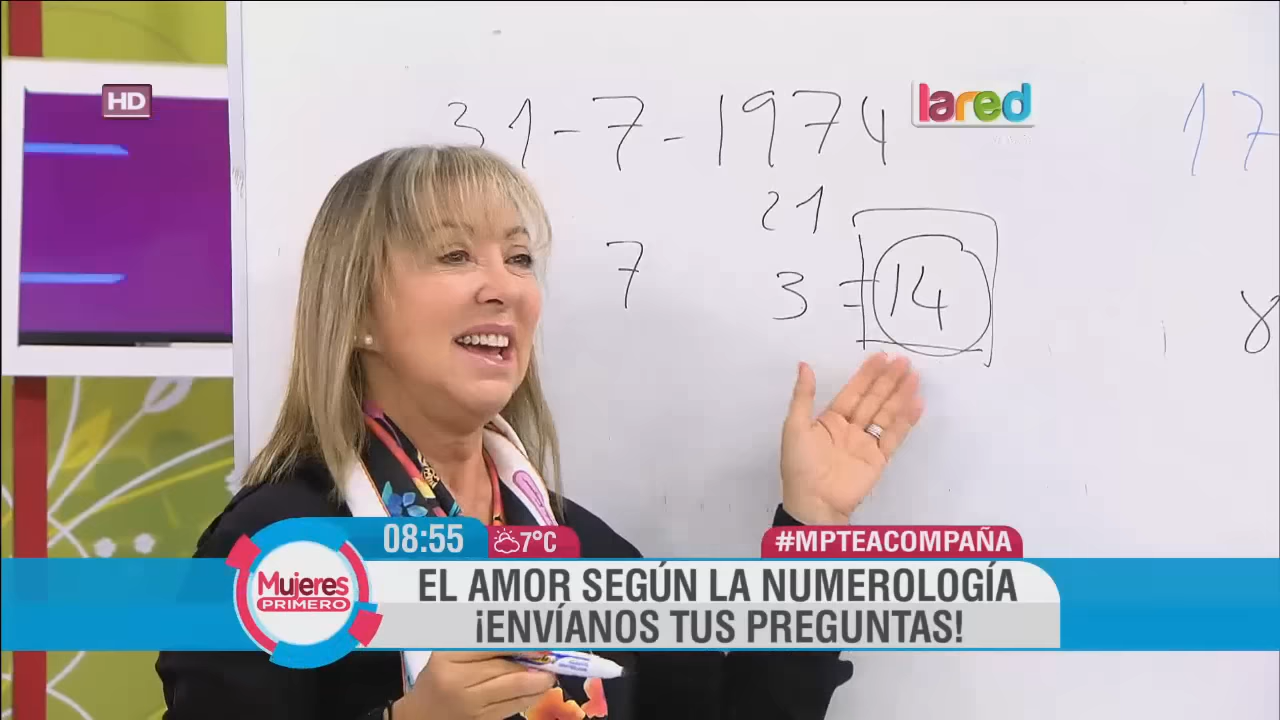 HD
31-7-1974
lared
17
21
7 3 = 14
8
08:55
7°C
#MPTEACOMPAÑA
Mujeres
PRIMERO
EL AMOR SEGÚN LA NUMEROLOGÍA
¡ENVÍANOS TUS PREGUNTAS!